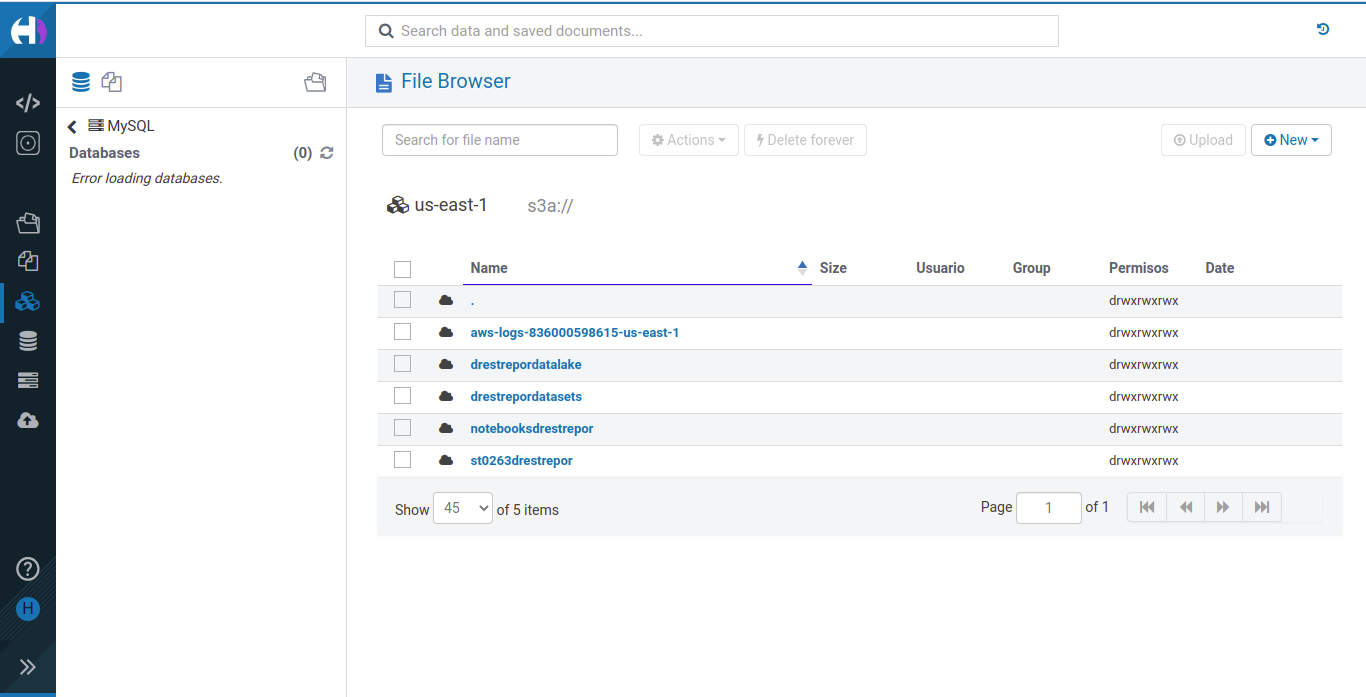 Search data and saved documents...
File Browser
MySQL
Databases (0)
Error loading databases.
Search for file name Actions Delete forever Upload New
us-east-1 s3a://
Name Size Usuario Group Permisos Date
. drwxrwxrwx
aws-logs-836000598615-us-east-1 drwxrwxrwx
drestrepordatalake drwxrwxrwx
drestrepordatasets drwxrwxrwx
notebooksdrestrepor drwxrwxrwx
st0263drestrepor drwxrwxrwx
Show 45 of 5 items Page 1 of 1
H